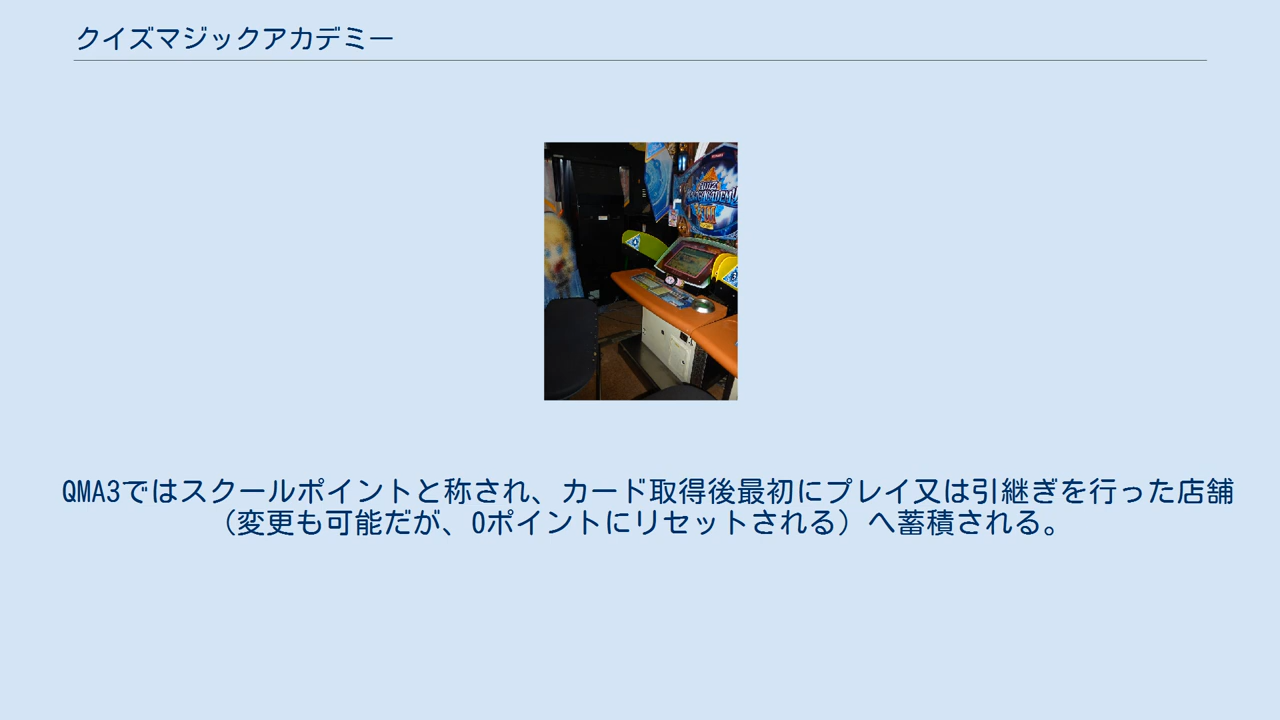 クイズマジックアカデミー
QMA3ではスクールポイントと称され、カード取得後最初にプレイ又は引継ぎを行った店舗
（変更も可能だが、0ポイントにリセットされる）へ蓄積される。